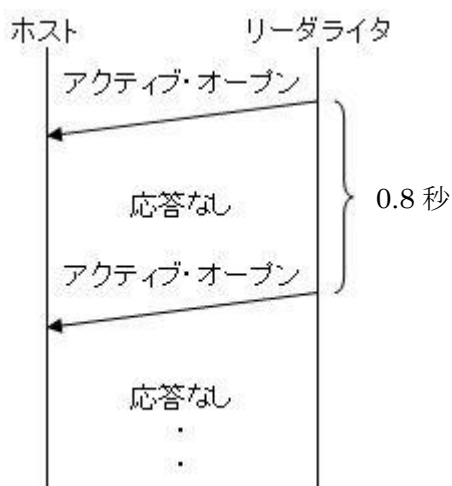 ホスト
リーダライタ
アクティブ・オープン
応答なし
0.8 秒
アクティブ・オープン
応答なし
・
・